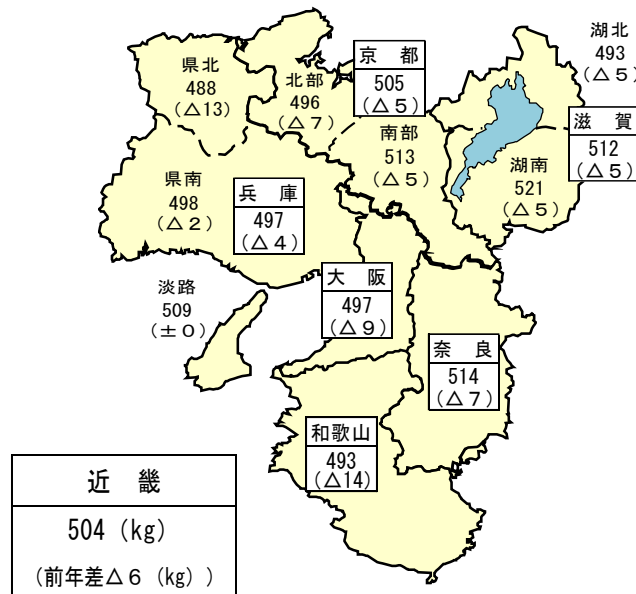 湖北
493
(△5)
京 都
505
(△5)
県北
488
(△13)
北部
496
(△7)
滋 賀
512
(△5)
南部
513
(△5)
湖南
521
(△5)
県南
498
(△2)
兵 庫
497
(△4)
大 阪
497
(△9)
淡路
509
(±0)
奈 良
514
(△7)
和歌山
493
(△14)
近 畿
504 (kg)
(前年差△6 (kg) )